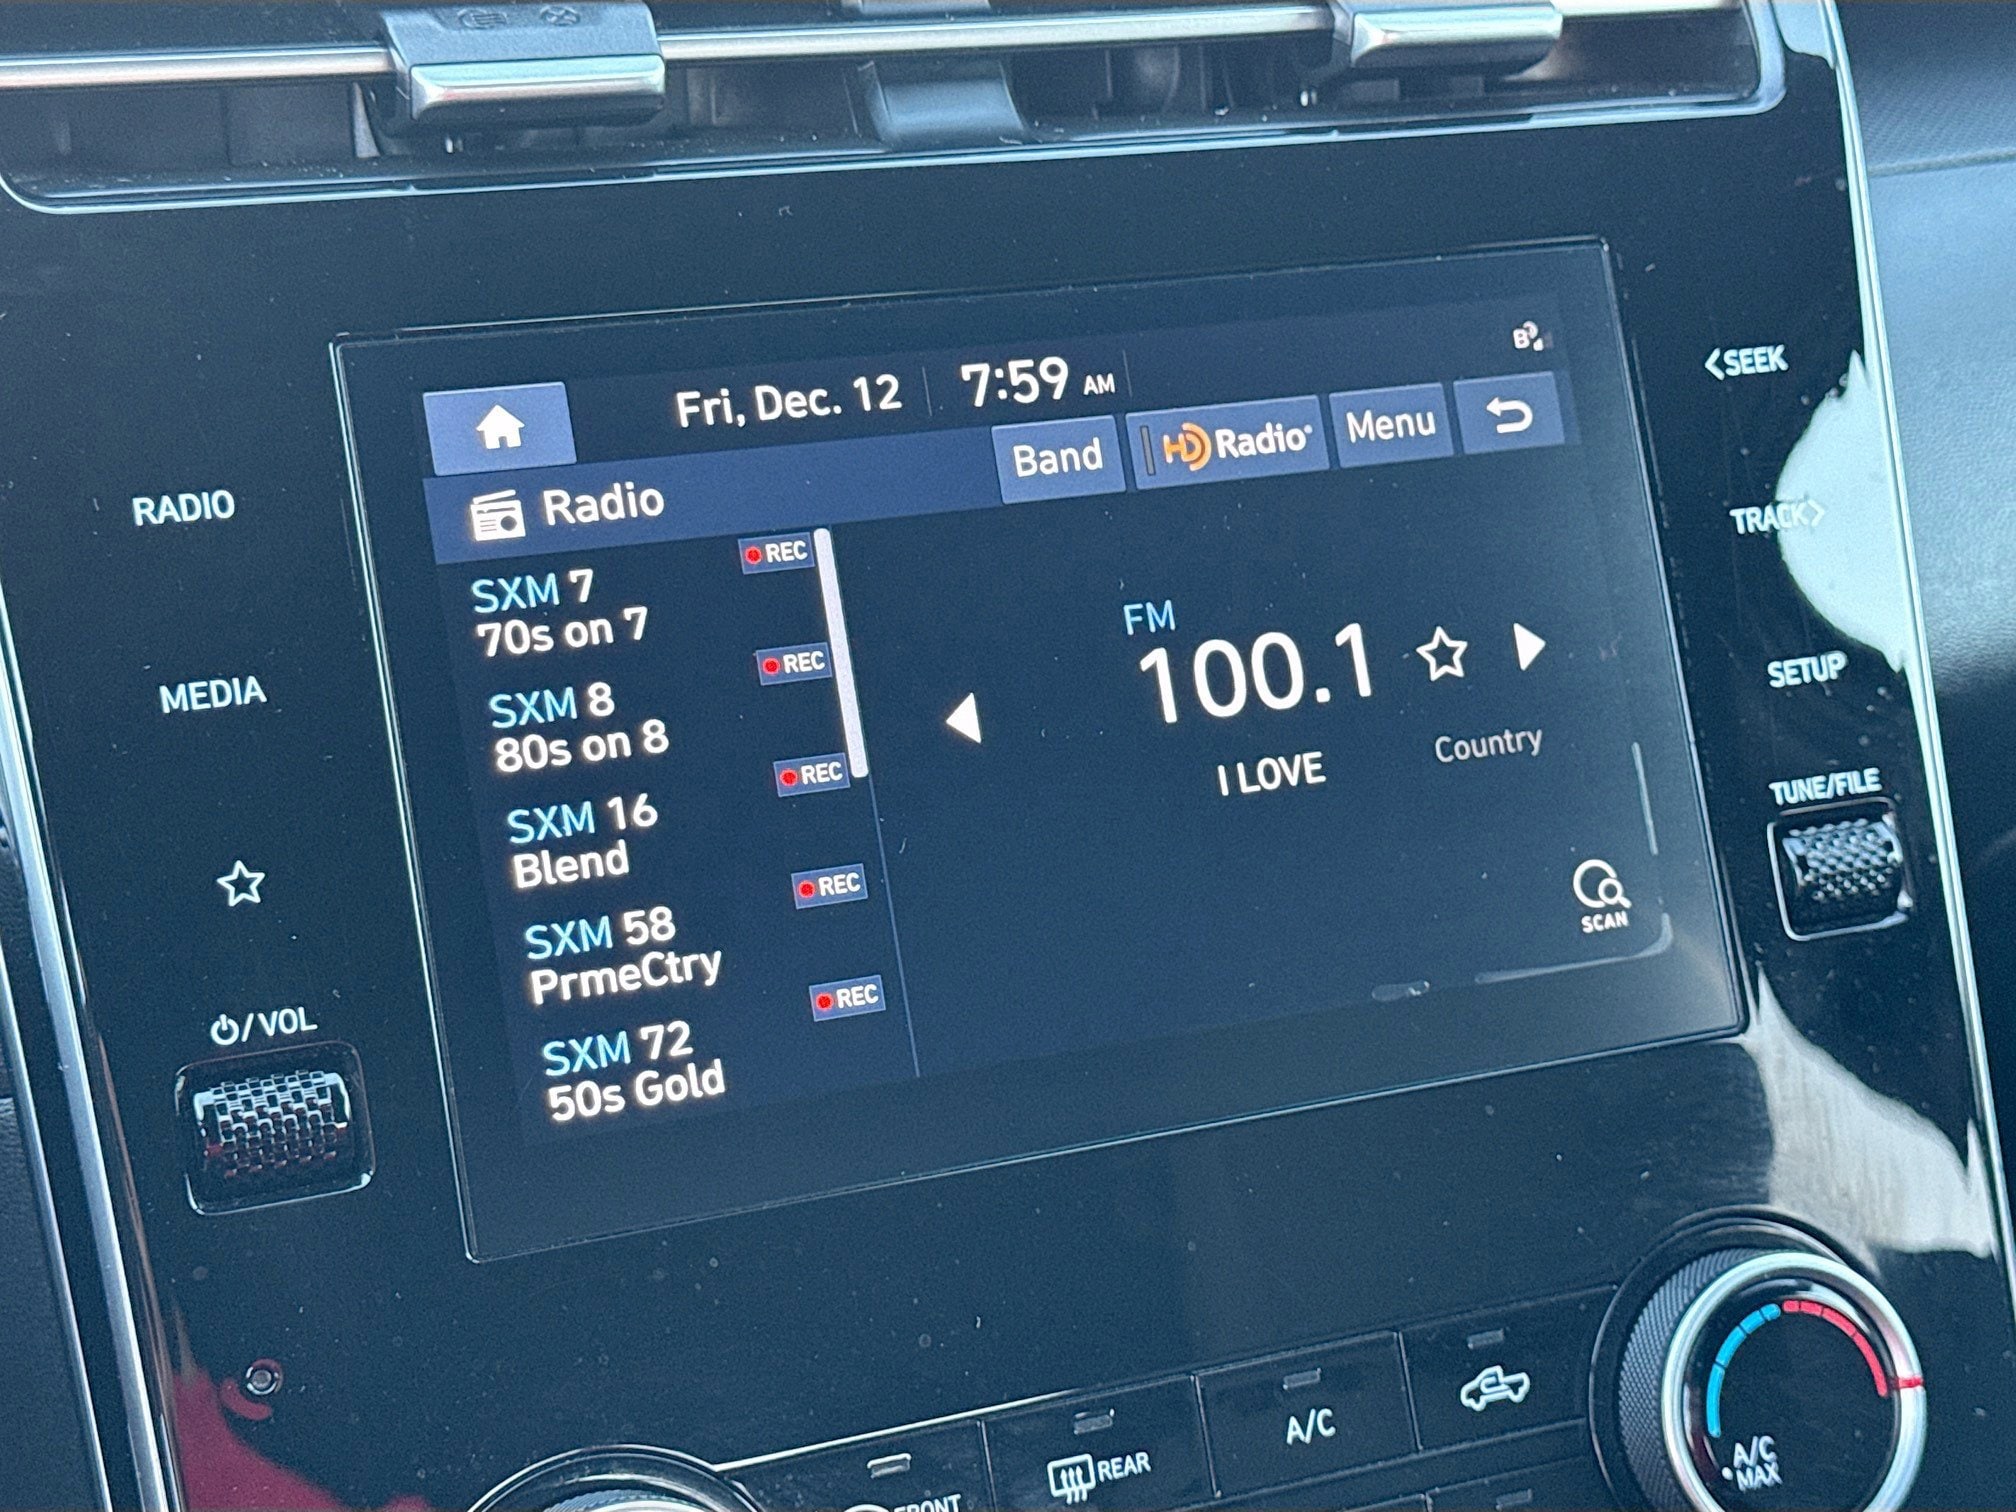 Fri, Dec. 12 7:59 AM
Band HD Radio® Menu
Radio
REC
SXM 7
70s on 7
REC
SXM 8
80s on 8
REC
SXM 16
Blend
REC
SXM 58
PrmeCtry
REC
SXM 72
50s Gold
FM
100.1
I LOVE
Country
SCAN
RADIO
MEDIA
/VOL
<SEEK
TRACK>
SETUP
TUNE/FILE
FRONT
REAR
A/C
A/C
MAX